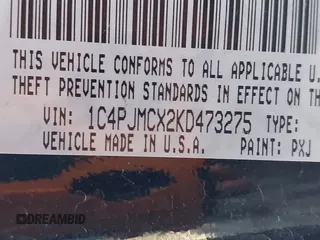 THIS VEHICLE CONFORMS TO ALL APPLICABLE U.
THEFT PREVENTION STANDARDS IN EFFECT ON TH
VIN: 1C4PJMCX2KD473275 TYPE:
VEHICLE MADE IN U.S.A. PAINT: PXJ
DREAMBID